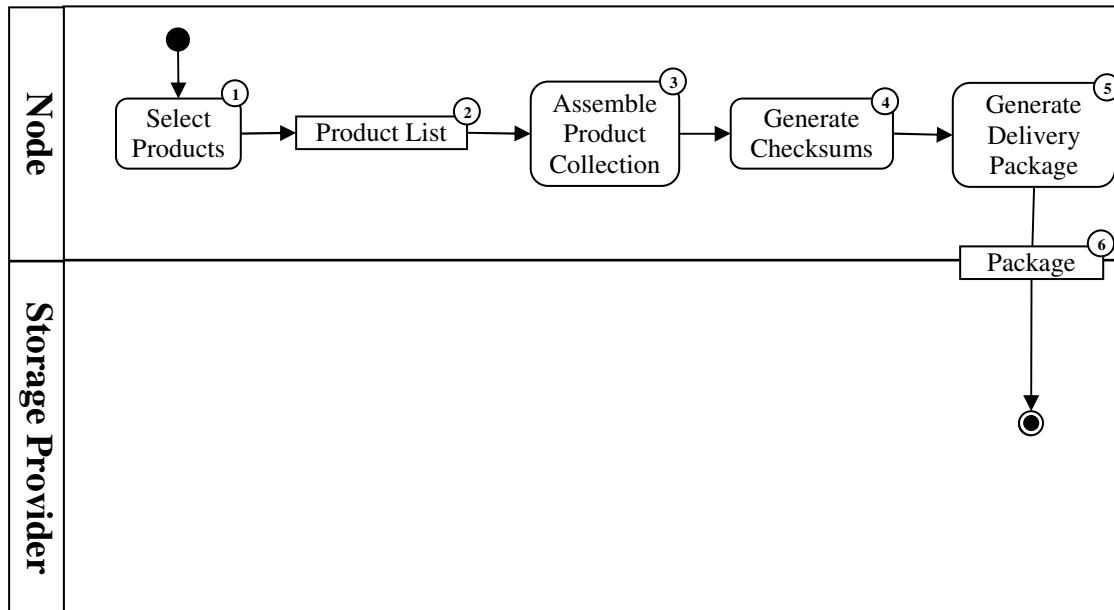 Node
1
Select
Products
2
Product List
3
Assemble
Product
Collection
4
Generate
Checksums
5
Generate
Delivery
Package
6
Package
Storage Provider